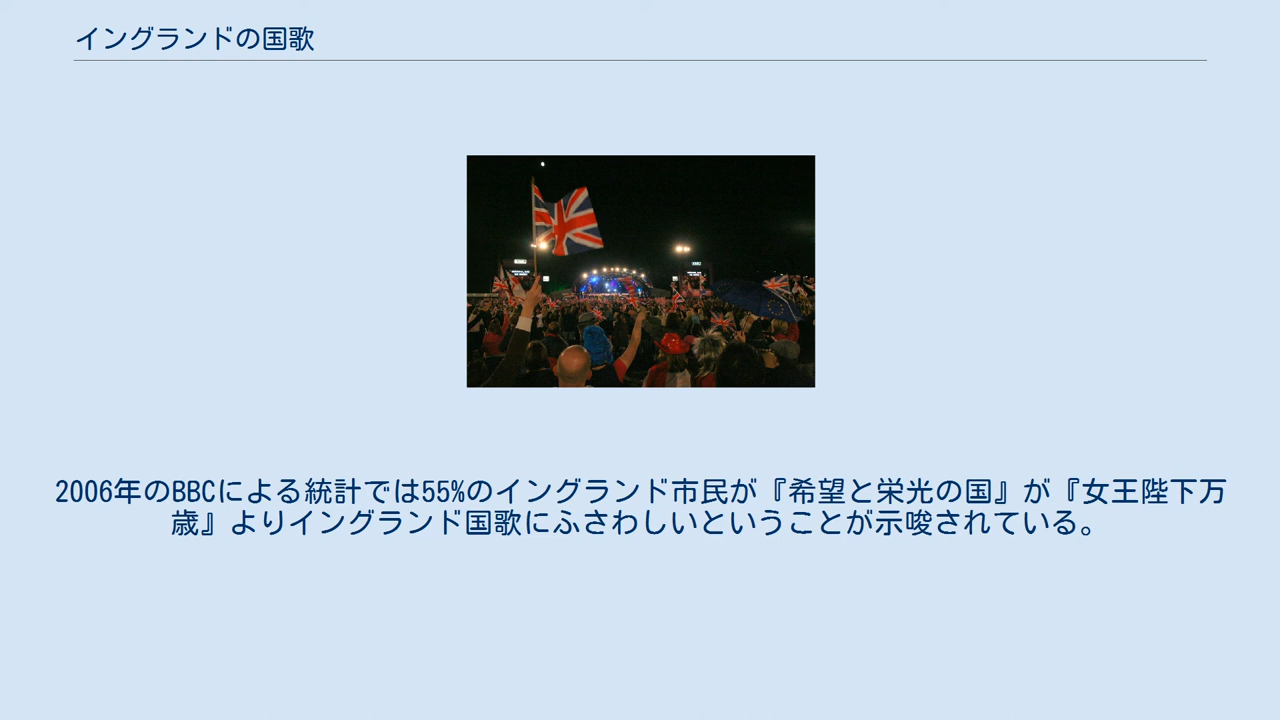 イングランドの国歌
2006年のBBCによる統計では55%のイングランド市民が『希望と栄光の国』が『女王陛下万
歳』よりイングランド国歌にふさわしいということが示唆されている。